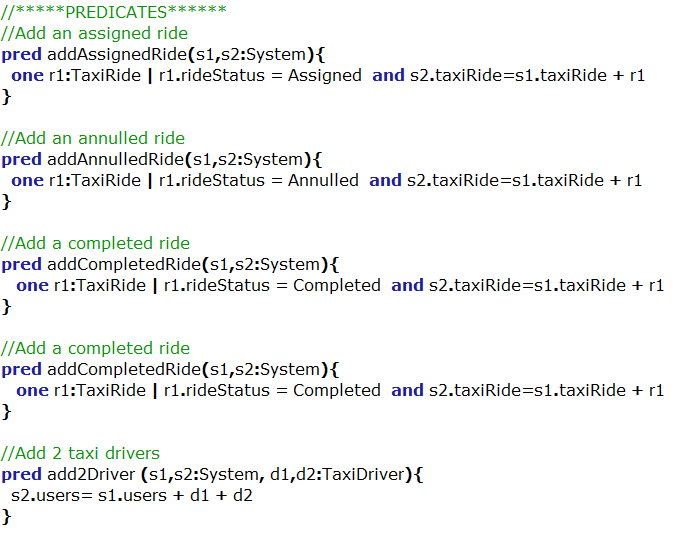 //*****PREDICATES******
//Add an assigned ride
pred addAssignedRide(s1,s2:System){
one r1:TaxiRide | r1.rideStatus = Assigned and s2.taxiRide=s1.taxiRide + r1
}
//Add an annulled ride
pred addAnnulledRide(s1,s2:System){
one r1:TaxiRide | r1.rideStatus = Annulled and s2.taxiRide=s1.taxiRide + r1
}
//Add a completed ride
pred addCompletedRide(s1,s2:System){
one r1:TaxiRide | r1.rideStatus = Completed and s2.taxiRide=s1.taxiRide + r1
}
//Add a completed ride
pred addCompletedRide(s1,s2:System){
one r1:TaxiRide | r1.rideStatus = Completed and s2.taxiRide=s1.taxiRide + r1
}
//Add 2 taxi drivers
pred add2Driver (s1,s2:System, d1,d2:TaxiDriver){
s2.users= s1.users + d1 + d2
}